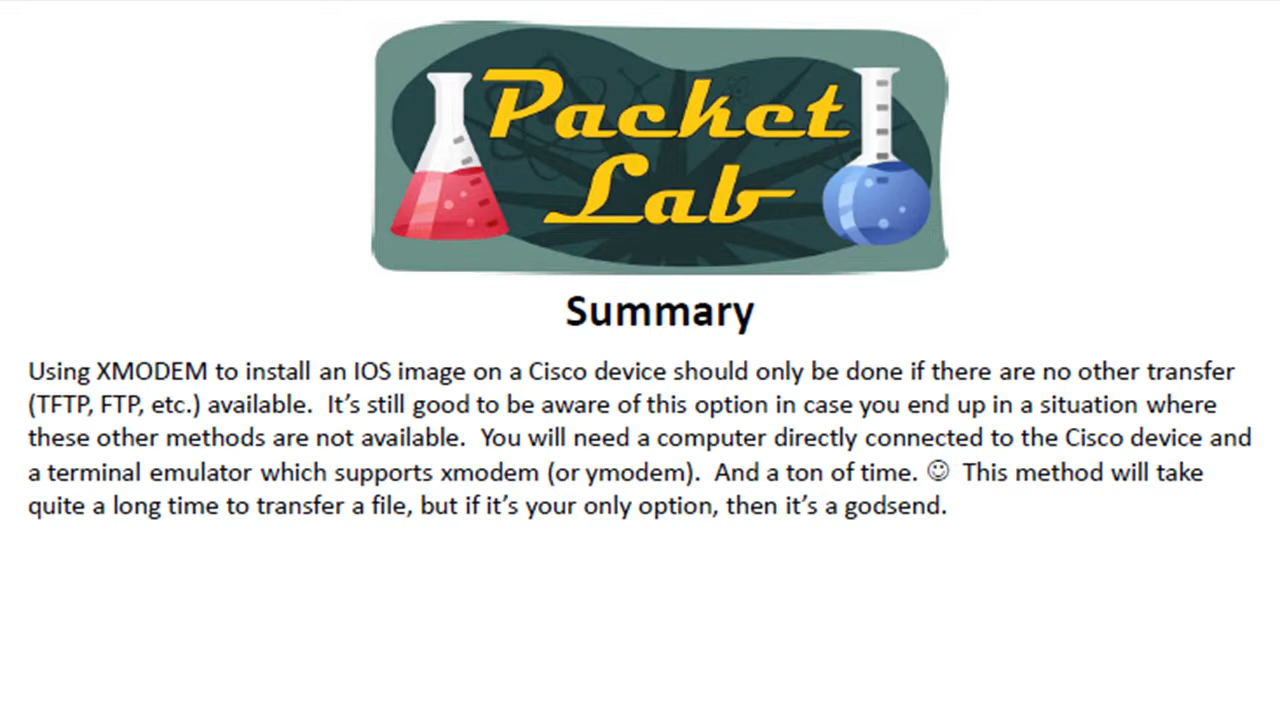 Packet
Lab
Summary
Using XMODEM to install an IOS image on a Cisco device should only be done if there are no other transfer
(TFTP, FTP, etc.) available.  It’s still good to be aware of this option in case you end up in a situation where
these other methods are not available.  You will need a computer directly connected to the Cisco device and
a terminal emulator which supports xmodem (or ymodem).  And a ton of time. ☺  This method will take
quite a long time to transfer a file, but if it’s your only option, then it’s a godsend.